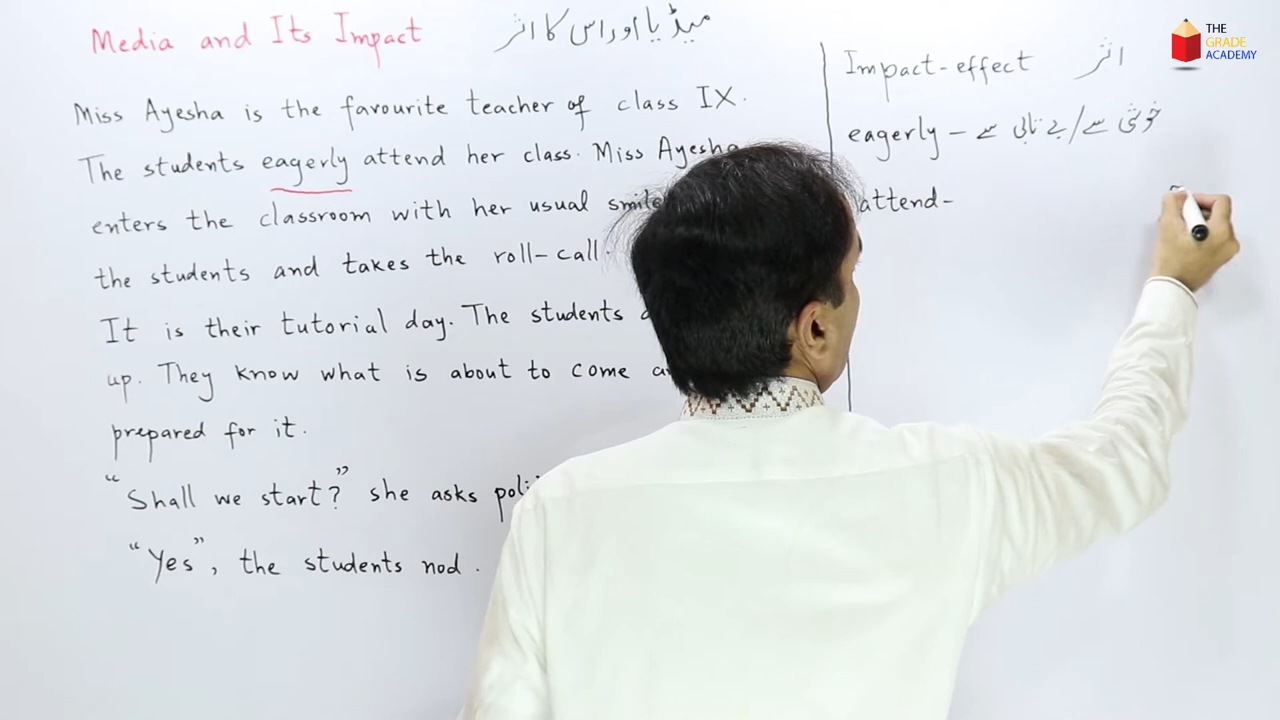 Media and Its Impact میڈیا اور اس کا اثر
Miss Ayesha is the favourite teacher of class IX.
The students eagerly attend her class. Miss Ayesha
enters the classroom with her usual smile
the students and takes the roll-call.
It is their tutorial day. The students
up. They know what is about to come
prepared for it.
"Shall we start?" she asks
"Yes", the students nod.
Impact-effect اثر
eagerly - خوشی سے/بے تابی سے
attend-
THE
GRADE
ACADEMY